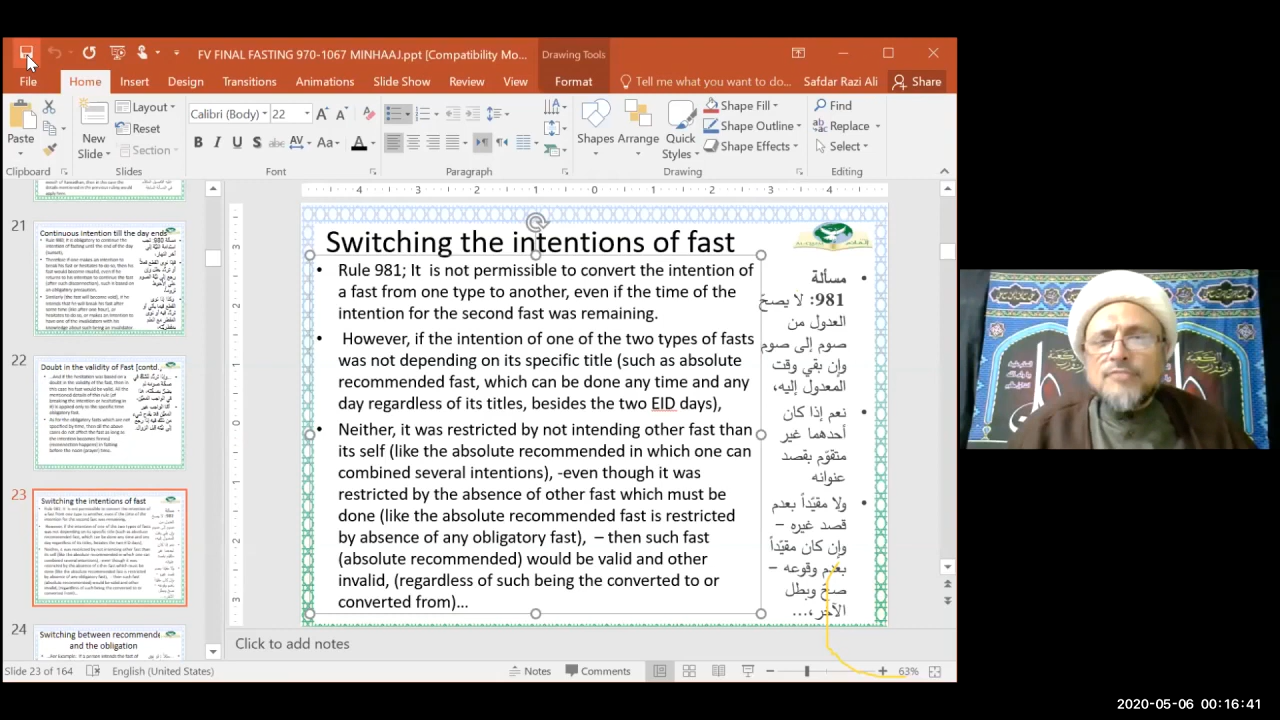 FV FINAL FASTING 970-1067 MINHAAJ.ppt [Compatibility Mo...
Drawing Tools
File
Home
Insert
Design
Transitions
Animations
Slide Show
Review
View
Format
Tell me what you want to do...
Safdar Razi Ali
Share
Paste
New
Slide
Layout
Reset
Section
Calibri (Body)
22
Shapes
Arrange
Quick
Styles
Shape Fill
Shape Outline
Shape Effects
Find
Replace
Select
Clipboard
Slides
Font
Paragraph
Drawing
Editing
21
Continuous intention till the day ends
22
Doubt in the validity of Fast [contd..
23
Switching the intentions of fast
24
Switching between recommende
and the obligation
Switching the intentions of fast
• Rule 981; It is not permissible to convert the intention of
a fast from one type to another, even if the time of the
intention for the second fast was remaining.
• However, if the intention of one of the two types of fasts
was not depending on its specific title (such as absolute
recommended fast, which can be done any time and any
day regardless of its titles, besides the two EID days),
• Neither, it was restricted by not intending other fast than
its self (like the absolute recommended in which one can
combined several intentions), -even though it was
restricted by the absence of other fast which must be
done (like the absolute
ded fast is restricted
by absence of any obligatory fast), – then such fast
(absolute recommended) would be valid and other
invalid, (regardless of such being the converted to or
converted from)...
• مسألة
981: لا يصح
العدول من
صوم إلى صوم
وإن بقي وقت
المعدول إليه،
• نعم إذا كان
أحدهما غير
متقوّم بقصد
عنوانه
• ولا مقيّداً بعدم
قصد غيره –
وإن كان مقيّداً
بعدم وقوعه –
صحّ وبطل
الآخر،...
Click to add notes
Slide 23 of 164
English (United States)
Notes
Comments
63%
2020-05-06 00:16:41